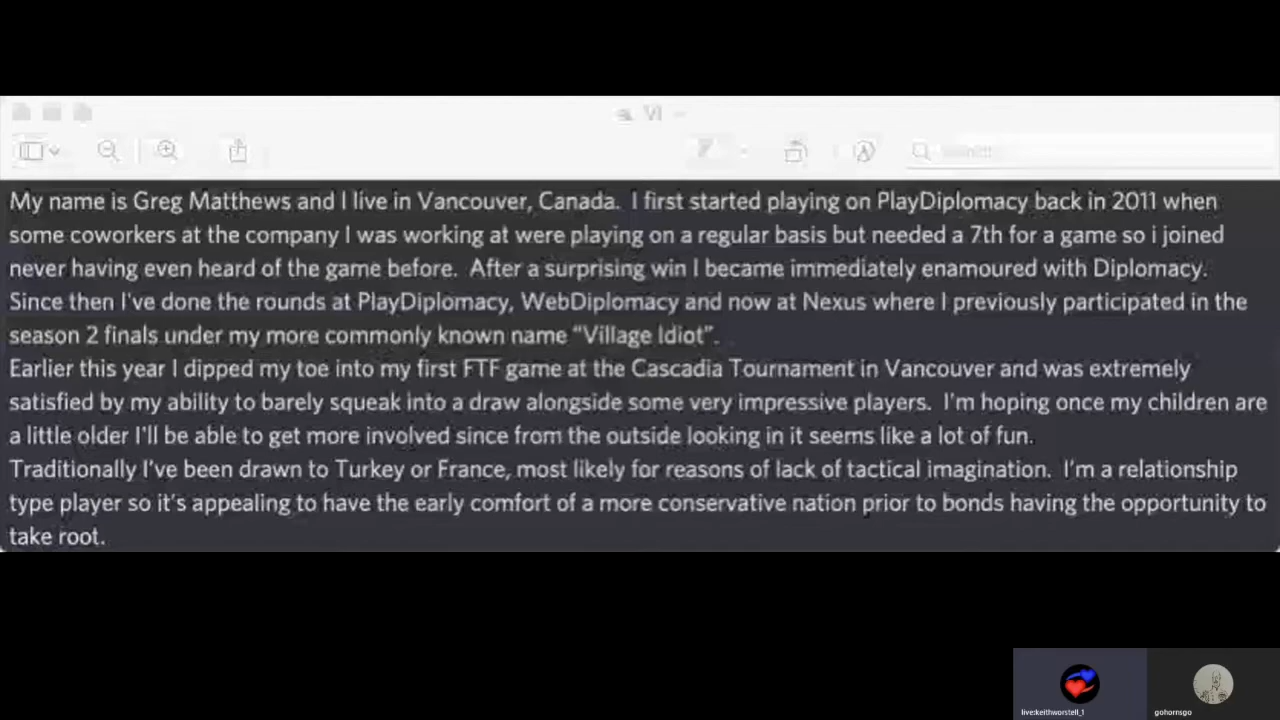 VI
My name is Greg Matthews and I live in Vancouver, Canada.  I first started playing on PlayDiplomacy back in 2011 when
some coworkers at the company I was working at were playing on a regular basis but needed a 7th for a game so i joined
never having even heard of the game before.  After a surprising win I became immediately enamoured with Diplomacy.
Since then I've done the rounds at PlayDiplomacy, WebDiplomacy and now at Nexus where I previously participated in the
season 2 finals under my more commonly known name “Village Idiot”.
Earlier this year I dipped my toe into my first FTF game at the Cascadia Tournament in Vancouver and was extremely
satisfied by my ability to barely squeak into a draw alongside some very impressive players.  I'm hoping once my children are
a little older I'll be able to get more involved since from the outside looking in it seems like a lot of fun.
Traditionally I've been drawn to Turkey or France, most likely for reasons of lack of tactical imagination.  I'm a relationship
type player so it's appealing to have the early comfort of a more conservative nation prior to bonds having the opportunity to
take root.
live:keithworstell_1
gohornsgo